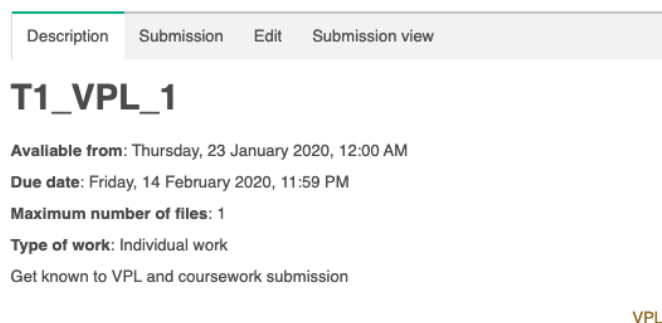 Description Submission Edit Submission view
T1_VPL_1
Avaliable from: Thursday, 23 January 2020, 12:00 AM
Due date: Friday, 14 February 2020, 11:59 PM
Maximum number of files: 1
Type of work: Individual work
Get known to VPL and coursework submission
VPL